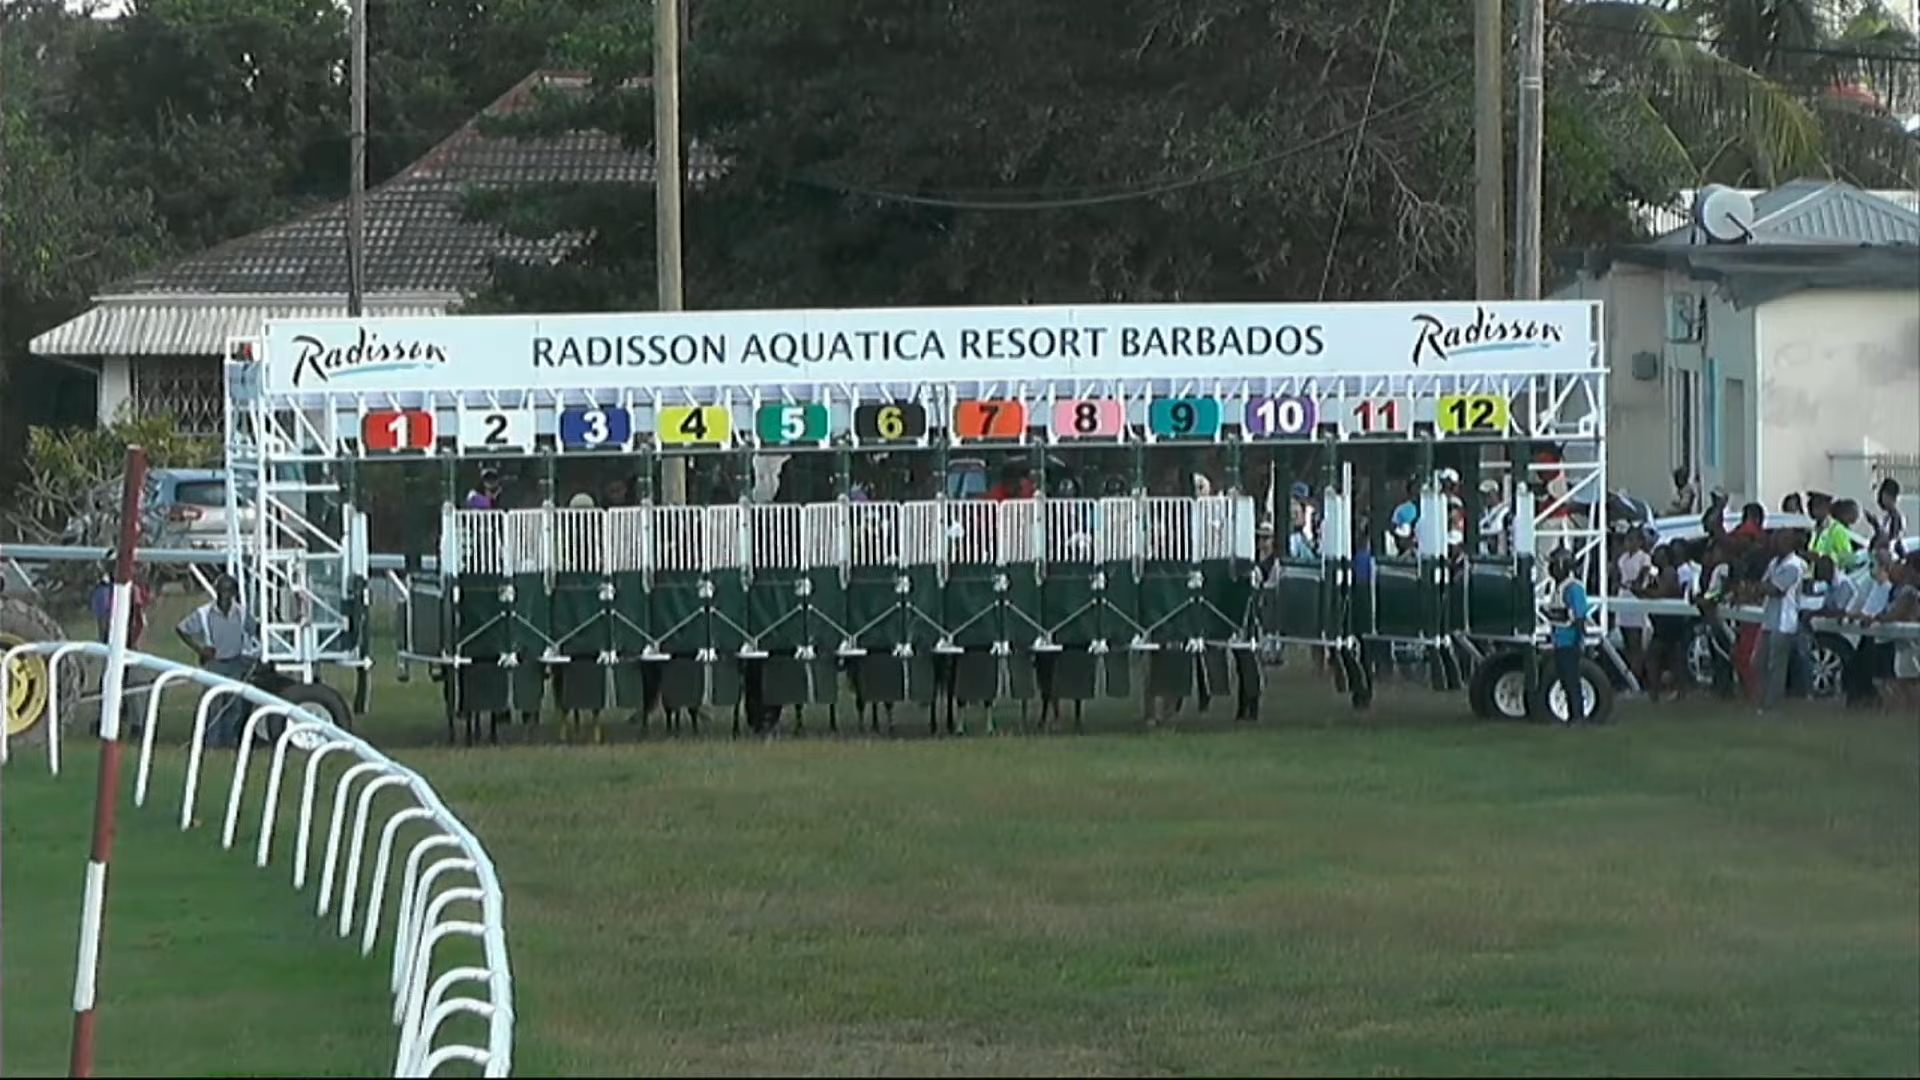 Radisson RADISSON AQUATICA RESORT BARBADOS Radisson
1 2 3 4 5 6 7 8 9 10 11 12